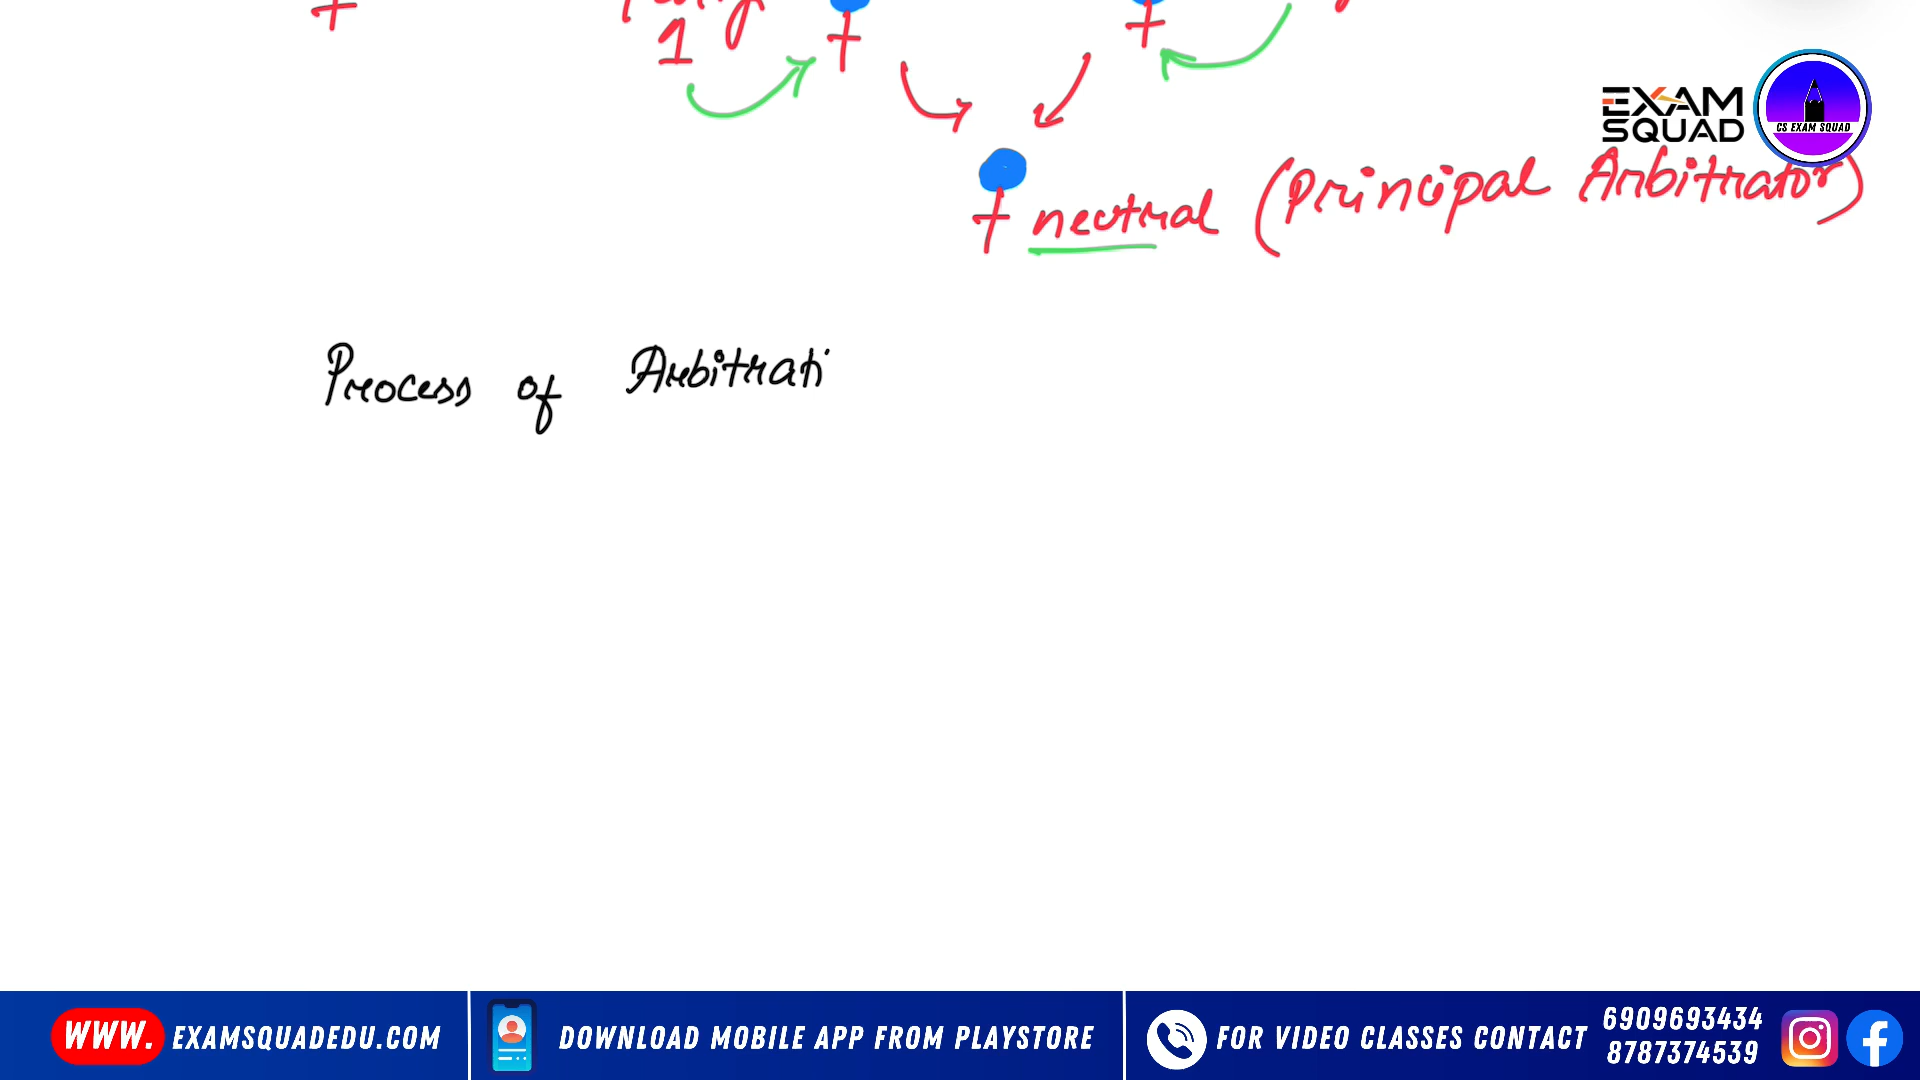 1
EXAM
SQUAD
CS EXAM SQUAD
neutral (Principal Arbitrator)
Process of Arbitrati
WWW. EXAMSQUADEDU.COM
DOWNLOAD MOBILE APP FROM PLAYSTORE
FOR VIDEO CLASSES CONTACT
6909693434
8787374539